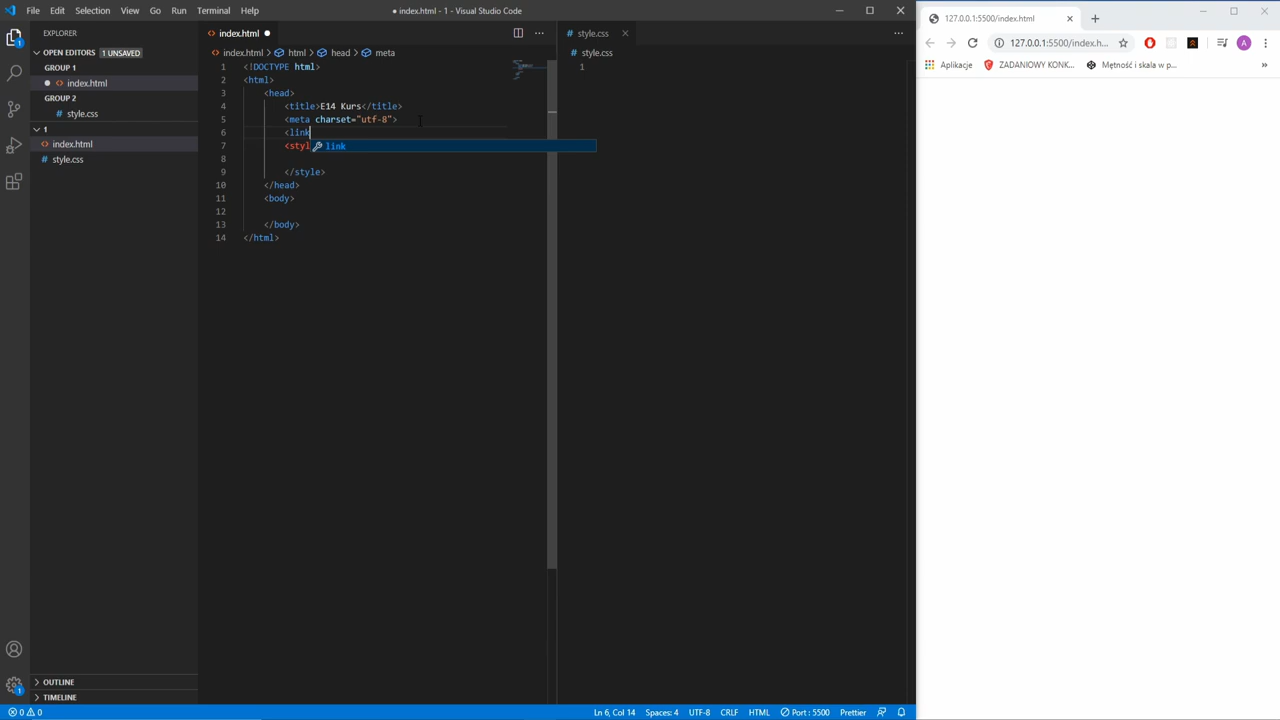 File Edit Selection View Go Run Terminal Help
● index.html - 1 - Visual Studio Code
EXPLORER
OPEN EDITORS 1 UNSAVED
GROUP 1
index.html
GROUP 2
style.css
1
index.html
style.css
OUTLINE
TIMELINE
index.html
index.html > html > head > meta
1 <!DOCTYPE html>
2 <html>
3 <head>
4 <title>E14 Kurs</title>
5 <meta charset="utf-8">
6 <link
7 <styl
link
8
9 </style>
10 </head>
11 <body>
12
13 </body>
14 </html>
style.css
style.css
1
0 0
Ln 6, Col 14 Spaces: 4 UTF-8 CRLF HTML Port : 5500 Prettier
127.0.0.1:5500/index.html
127.0.0.1:5500/index.h...
A
Aplikacje ZADANIOWY KONK... Mętność i skala w p... »